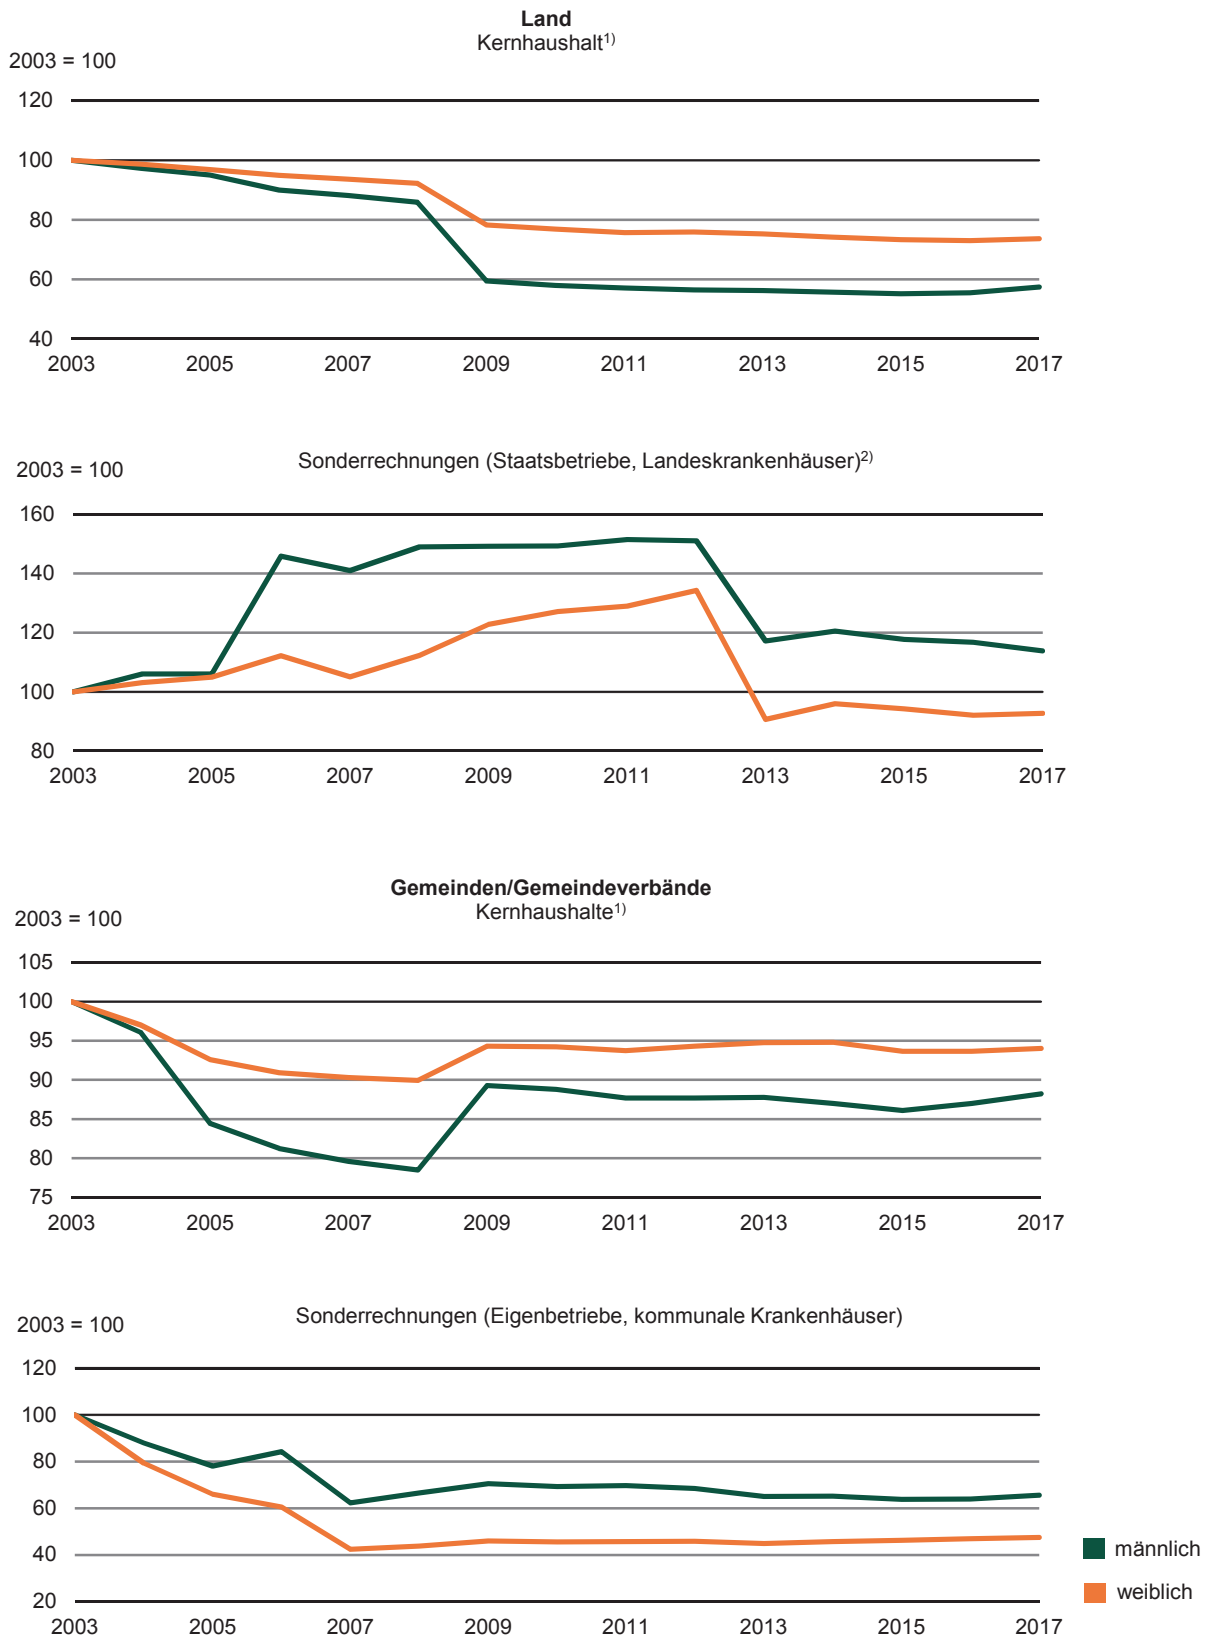 Land
Kernhaushalt1)
2003 = 100
120
100
80
60
40
2003 2005 2007 2009 2011 2013 2015 2017
Sonderrechnungen (Staatsbetriebe, Landeskrankenhäuser)2)
2003 = 100
160
140
120
100
80
2003 2005 2007 2009 2011 2013 2015 2017
Gemeinden/Gemeindeverbände
Kernhaushalte1)
2003 = 100
105
100
95
90
85
80
75
2003 2005 2007 2009 2011 2013 2015 2017
Sonderrechnungen (Eigenbetriebe, kommunale Krankenhäuser)
2003 = 100
120
100
80
60
40
20
2003 2005 2007 2009 2011 2013 2015 2017
männlich
weiblich